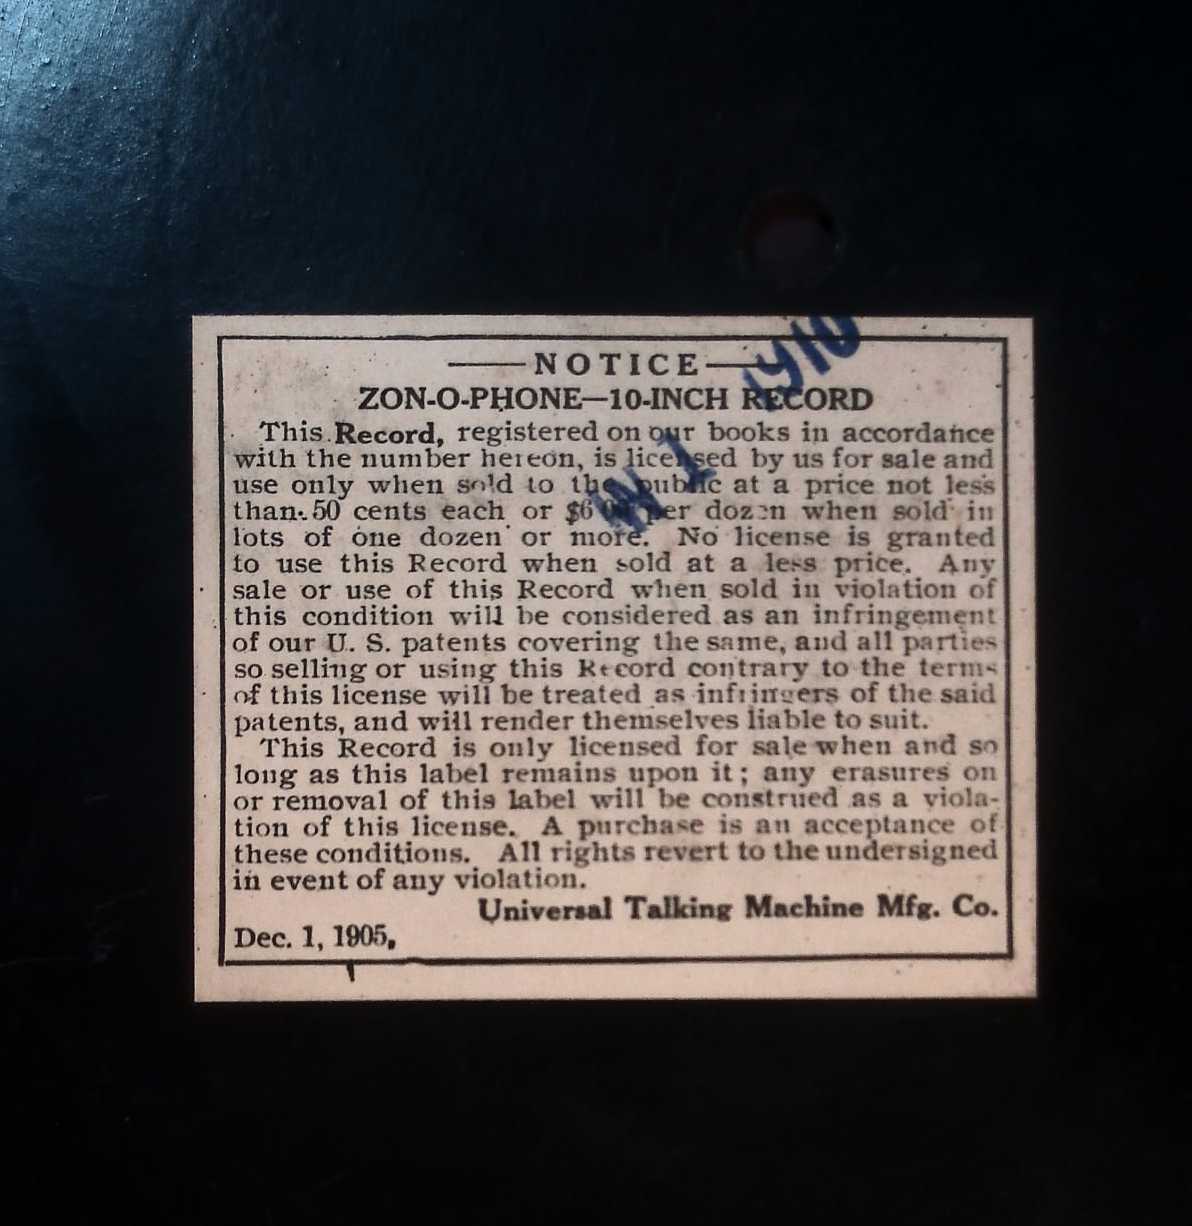 NOTICE
ZON-O-PHONE—10-INCH RECORD
This Record, registered on our books in accordance
with the number hereon, is licensed by us for sale and
use only when sold to the public at a price not less
than 50 cents each or $6.00 per dozen when sold in
lots of one dozen or more. No license is granted
to use this Record when sold at a less price. Any
sale or use of this Record when sold in violation of
this condition will be considered as an infringement
of our U. S. patents covering the same, and all parties
so selling or using this Record contrary to the terms
of this license will be treated as infringers of the said
patents, and will render themselves liable to suit.
This Record is only licensed for sale when and so
long as this label remains upon it; any erasures on
or removal of this label will be construed as a viola-
tion of this license. A purchase is an acceptance of
these conditions. All rights revert to the undersigned
in event of any violation.
Universal Talking Machine Mfg. Co.
Dec. 1, 1905,